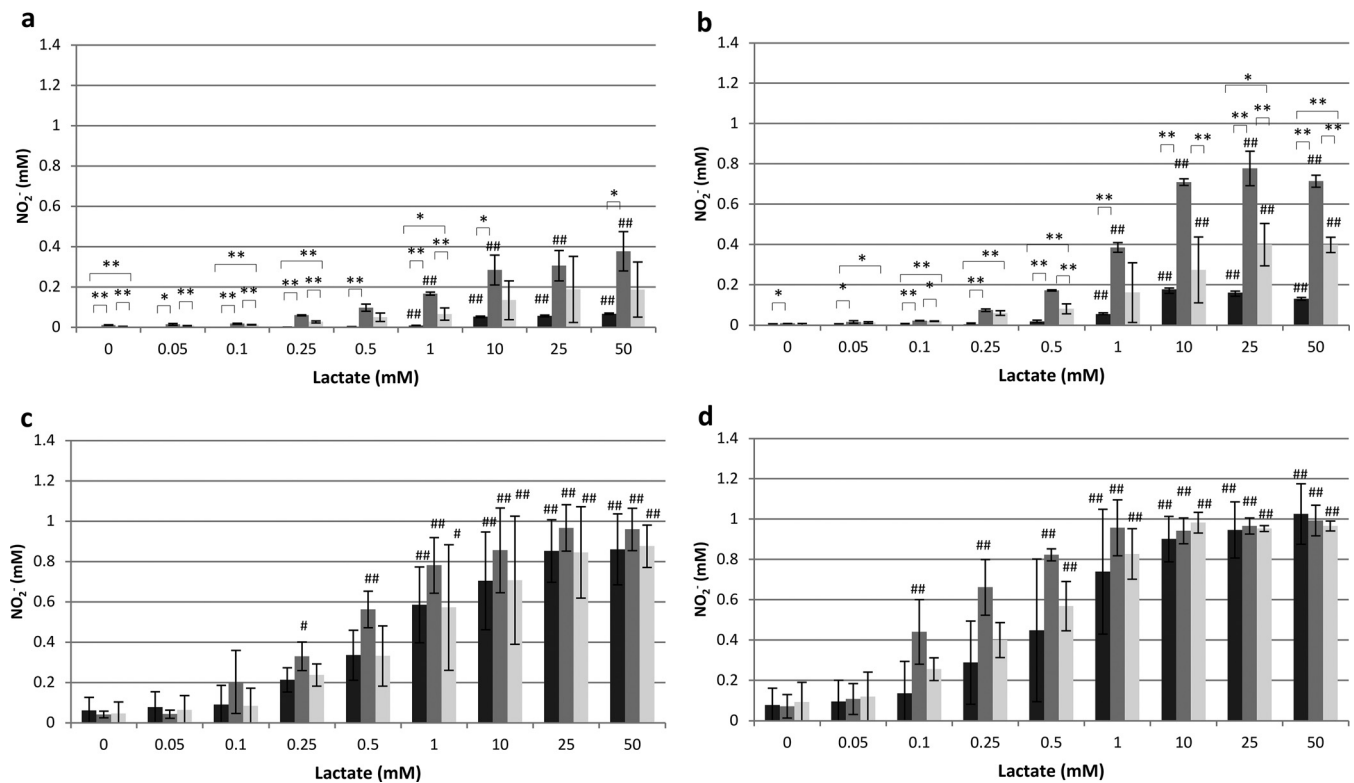 a
1.4
1.2
1
0.8
0.6
0.4
0.2
0
NO₂⁻ (mM)
** ** **
* **
** ** **
** ** **
**
* ** ** ## ##
* ## ##
## ##
* ## ##
0 0.05 0.1 0.25 0.5 1 10 25 50
Lactate (mM)
b
1.4
1.2
1
0.8
0.6
0.4
0.2
0
NO₂⁻ (mM)
*
* *
** ** *
** **
** ** **
** ## ##
** ** ## ## ##
* ** ** ## ## ##
** ** ** ## ## ##
0 0.05 0.1 0.25 0.5 1 10 25 50
Lactate (mM)
c
1.4
1.2
1
0.8
0.6
0.4
0.2
0
NO₂⁻ (mM)
#
##
## ## #
## ## ##
## ## ##
## ## ##
0 0.05 0.1 0.25 0.5 1 10 25 50
Lactate (mM)
d
1.4
1.2
1
0.8
0.6
0.4
0.2
0
NO₂⁻ (mM)
##
##
## ##
## ## ##
## ## ##
## ## ##
## ## ##
0 0.05 0.1 0.25 0.5 1 10 25 50
Lactate (mM)